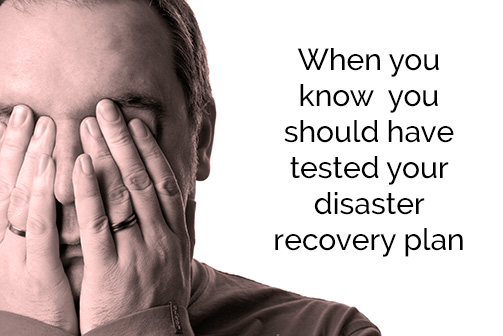 When you
know  you
should have
tested your
disaster
recovery plan